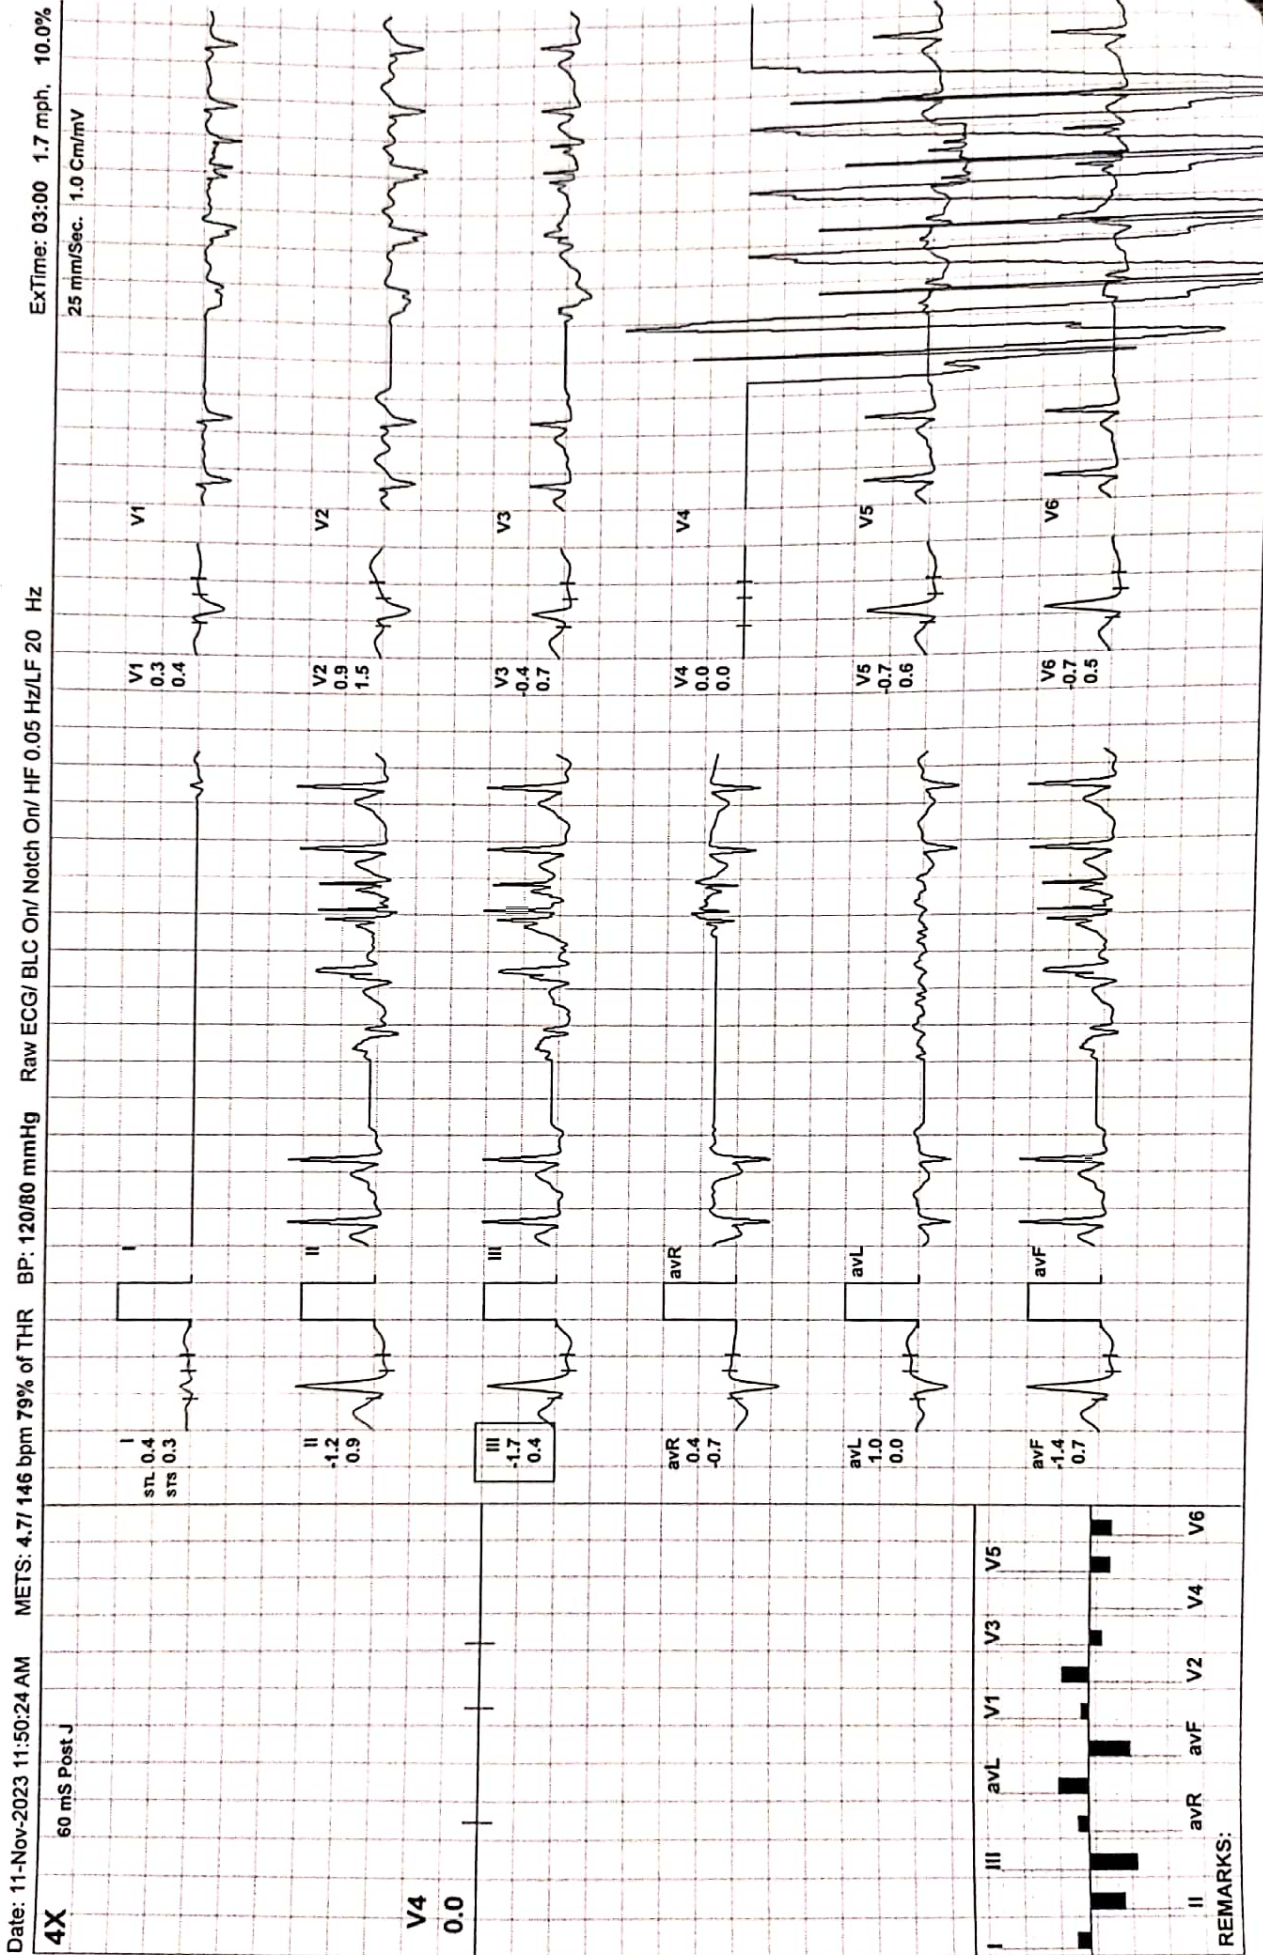 Date: 11-Nov-2023 11:50:24 AM METS: 4.7/ 146 bpm 79% of THR BP: 120/80 mmHg Raw ECG/ BLC On/ Notch On/ HF 0.05 Hz/LF 20 Hz ExTime: 03:00 1.7 mph, 10.0%
4X 60 mS Post J 25 mm/Sec. 1.0 Cm/mV
V4
0.0
I
STL 0.4
STS 0.3
I
V1
0.3
0.4
V1
II
-1.2
0.9
II
V2
0.9
1.5
V2
III
-1.7
0.4
III
V3
-0.4
0.7
V3
avR
0.4
-0.7
avR
V4
0.0
0.0
V4
avL
1.0
0.0
avL
V5
-0.7
0.6
V5
avF
-1.4
0.7
avF
V6
-0.7
0.5
V6
I III avL V1 V3 V5
II avR avF V2 V4 V6
REMARKS: